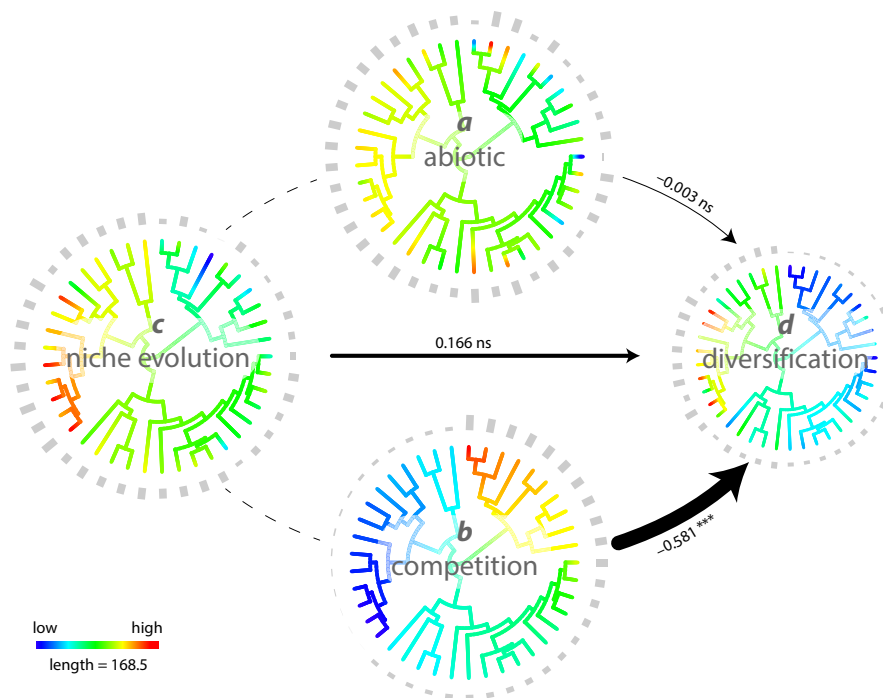 a
abiotic
−0.003 ns
c
niche evolution
0.166 ns
d
diversification
b
competition
−0.581 ***
low high
length = 168.5